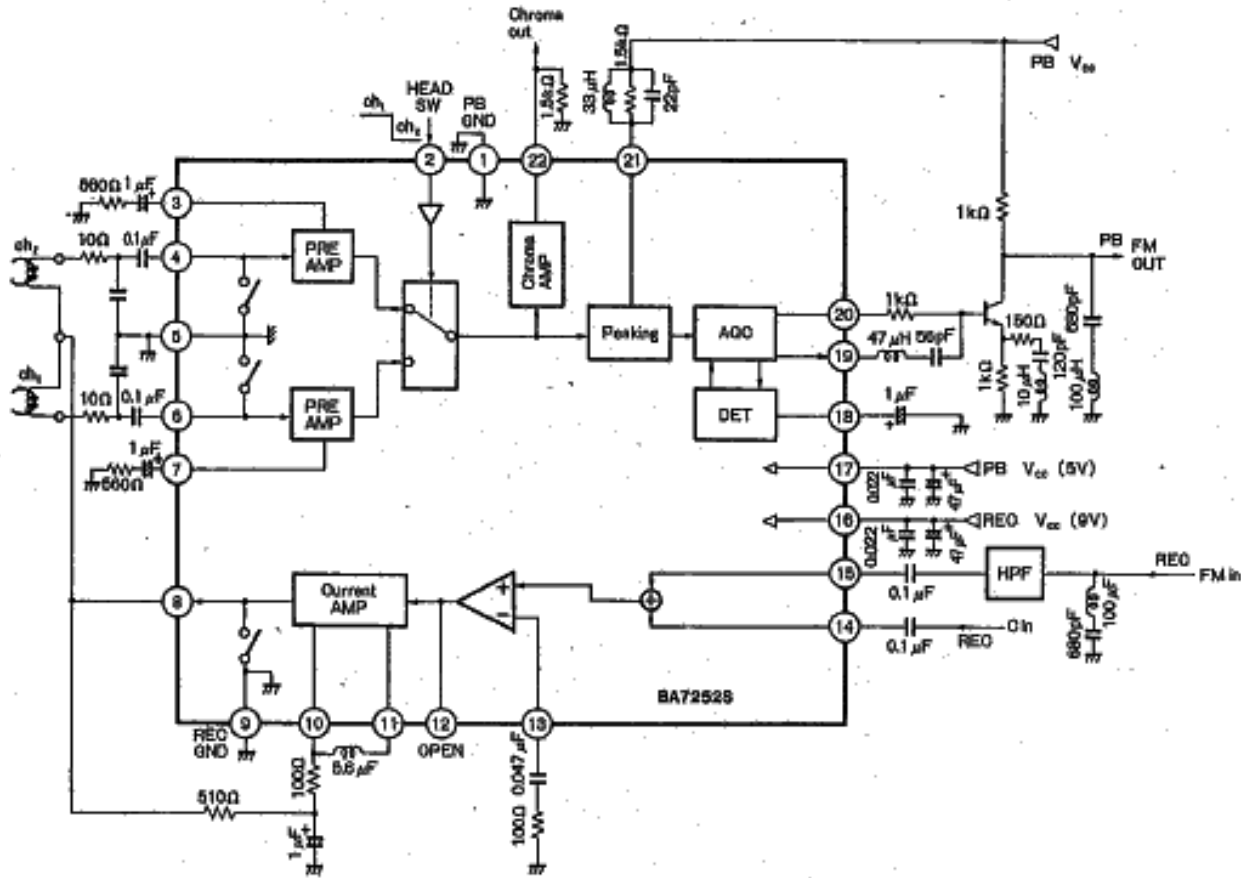 Chroma
out
1.5kΩ
33μH
1.5kΩ
22pF
PB Vcc
HEAD
SW
ch₁
ch₂
PB
GND
2
1
22
21
560Ω
1μF
+
3
10Ω
0.1μF
4
ch₂
PRE
AMP
Chroma
AMP
1kΩ
PB FM
OUT
5
Peaking
AGC
20
1kΩ
150Ω
680pF
19
47μH
56pF
120pF
ch₁
10Ω
0.1μF
6
PRE
AMP
DET
18
1μF
+
1kΩ
10μH
100μH
1μF
+
7
560Ω
17
PB Vcc (5V)
0.022μF
+
47μF
16
REC Vcc (9V)
0.022μF
+
47μF
8
Current
AMP
+
−
15
0.1μF
HPF
REC
FM in
14
0.1μF
REC
C in
680pF
100μF
BA7252S
REC
GND
9
10
11
12
13
OPEN
5.6μF
100Ω
0.047μF
510Ω
100Ω
1μF
+